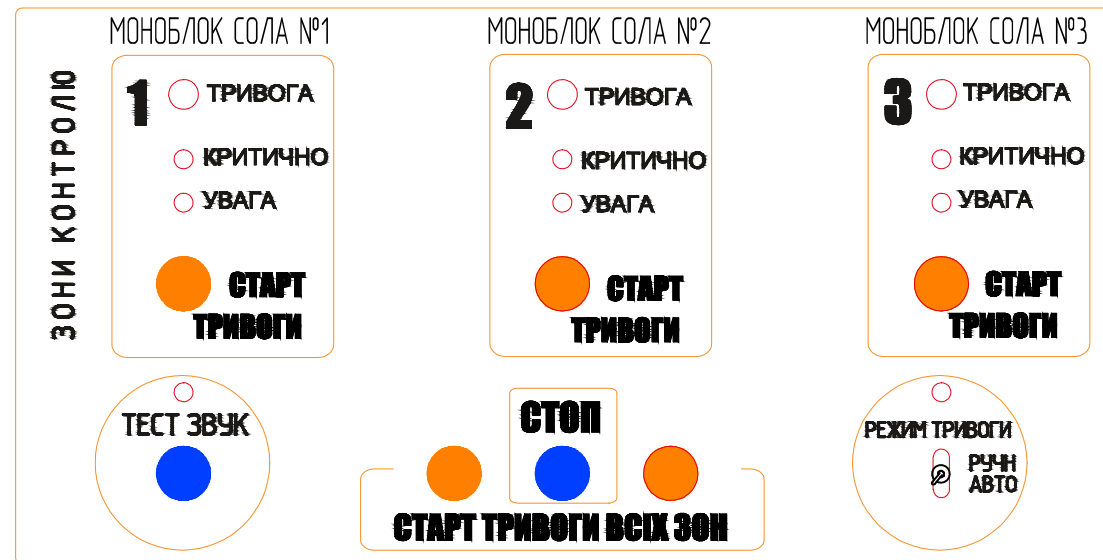 МОНОБЛОК СОЛА №1
МОНОБЛОК СОЛА №2
МОНОБЛОК СОЛА №3
ЗОНИ КОНТРОЛЮ
1
ТРИВОГА
КРИТИЧНО
УВАГА
СТАРТ
ТРИВОГИ
2
ТРИВОГА
КРИТИЧНО
УВАГА
СТАРТ
ТРИВОГИ
3
ТРИВОГА
КРИТИЧНО
УВАГА
СТАРТ
ТРИВОГИ
ТЕСТ ЗВУК
СТОП
СТАРТ ТРИВОГИ ВСІХ ЗОН
РЕЖИМ ТРИВОГИ
РУЧН
АВТО